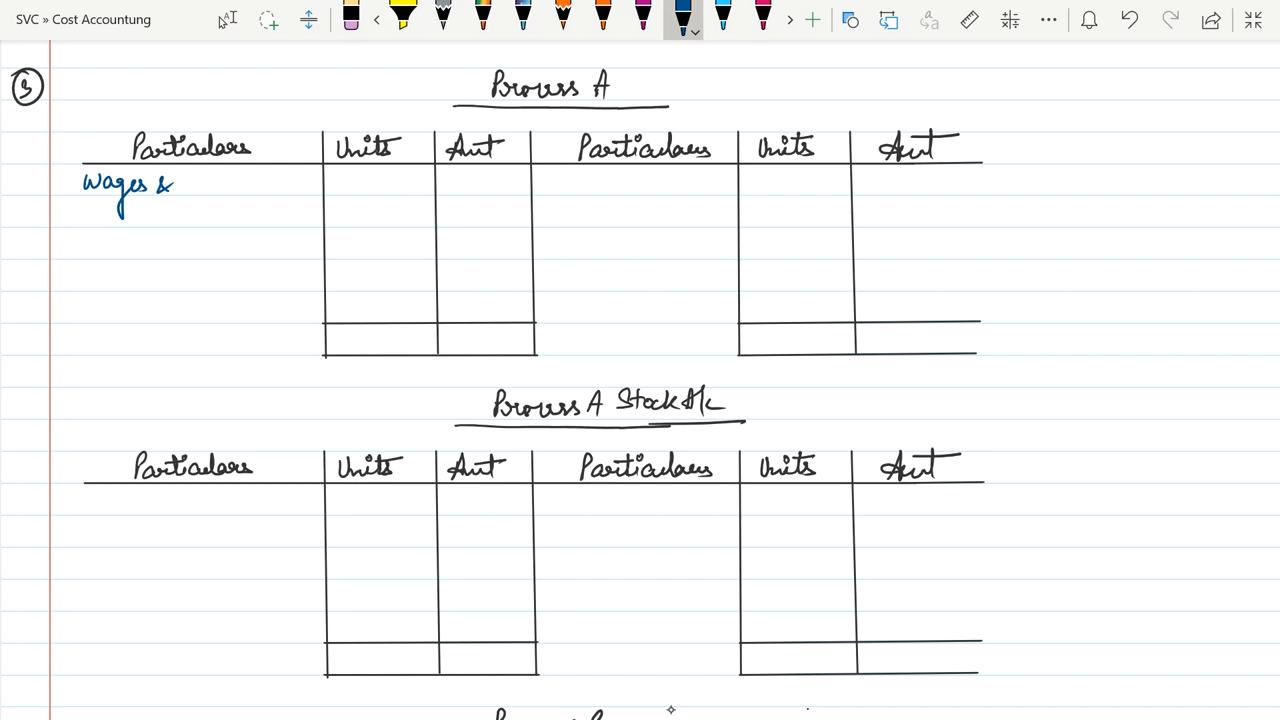 SVC » Cost Accountung
3
Process A
Particulars Units Amt Particulars Units Amt
Wages &
Process A Stock A/c
Particulars Units Amt Particulars Units Amt